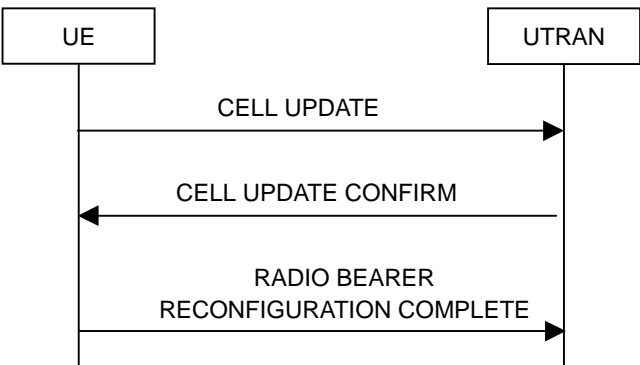 UE
UTRAN
CELL UPDATE
CELL UPDATE CONFIRM
RADIO BEARER
RECONFIGURATION COMPLETE